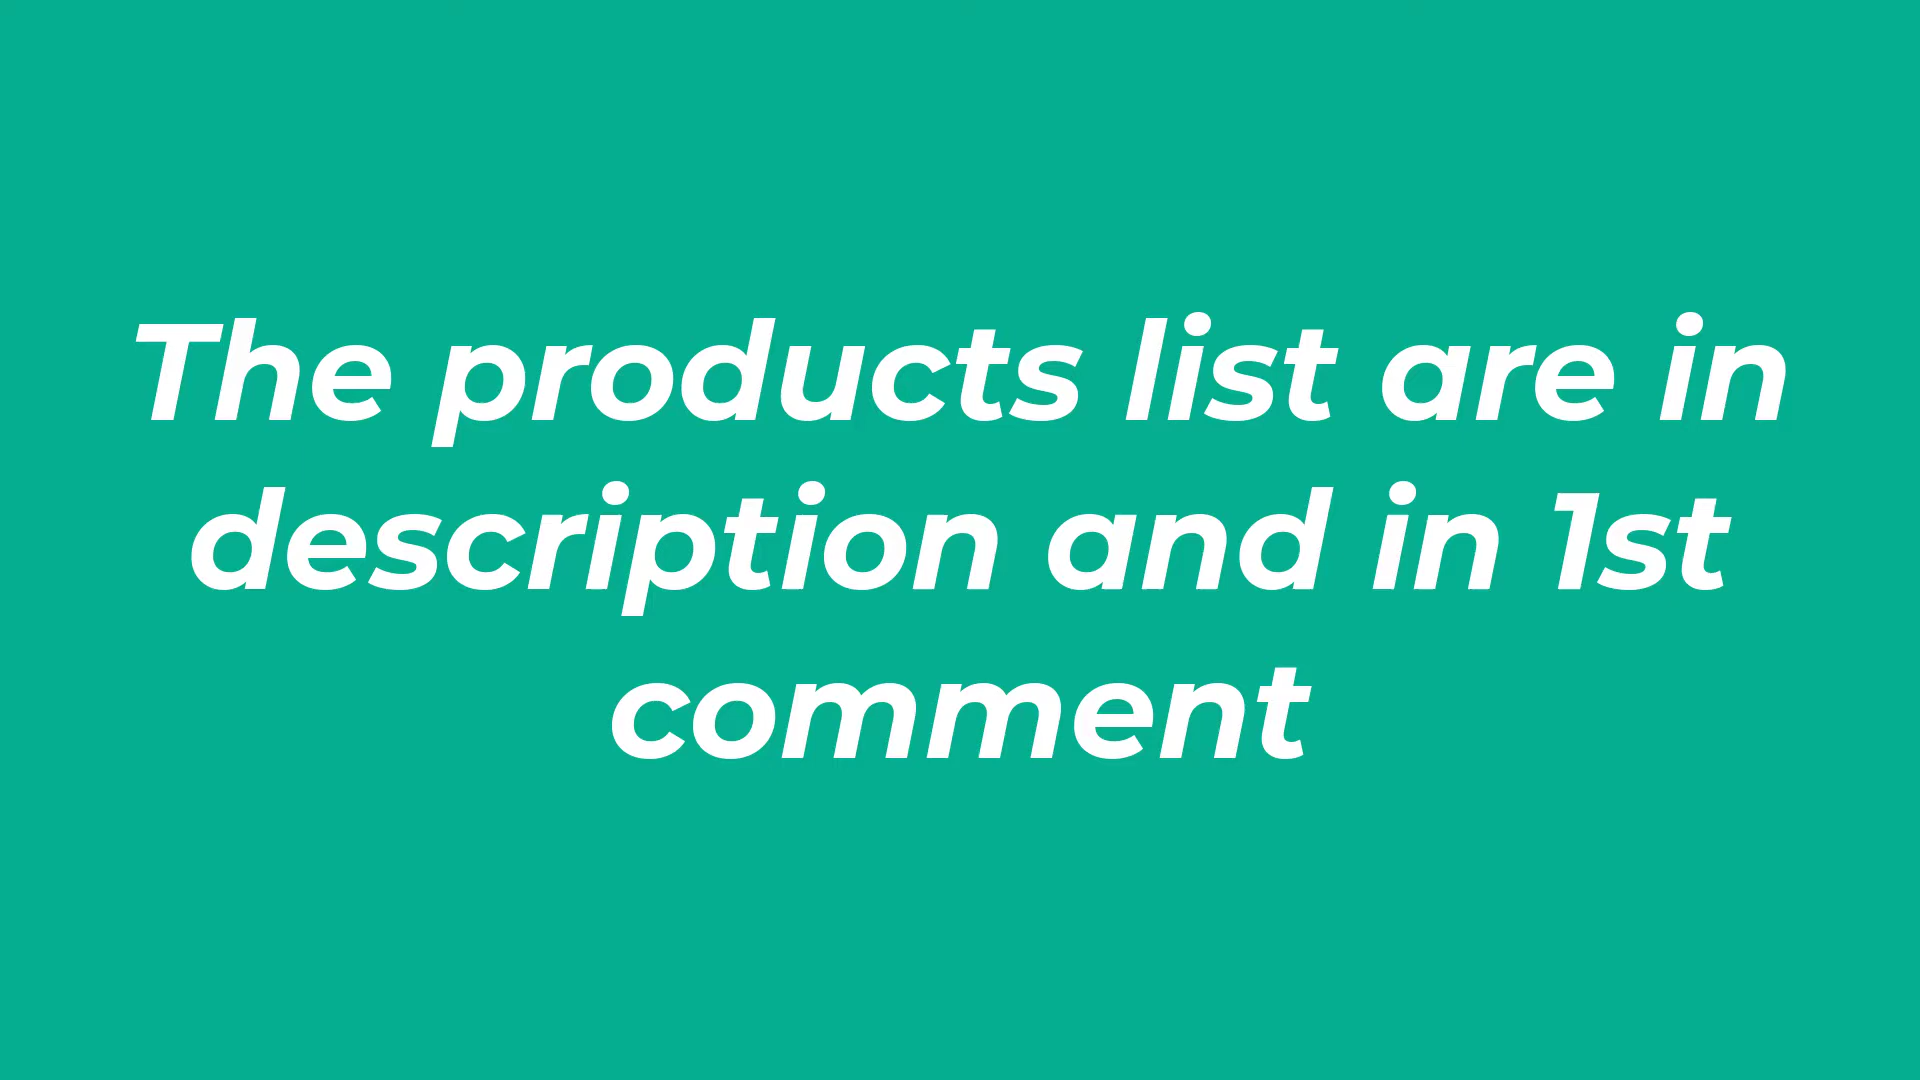 The products list are in
description and in 1st
comment